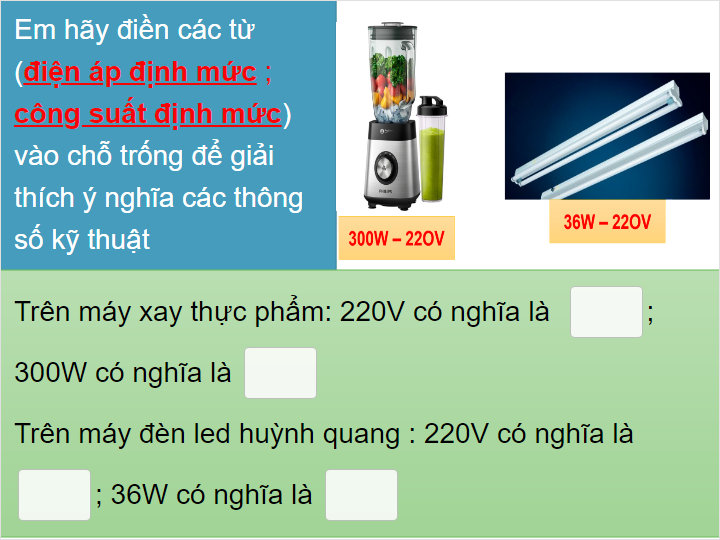 Em hãy điền các từ
(điện áp định mức ;
công suất định mức)
vào chỗ trống để giải
thích ý nghĩa các thông
số kỹ thuật
PHILIPS
300W – 22OV
36W – 22OV
Trên máy xay thực phẩm: 220V có nghĩa là ;
300W có nghĩa là
Trên máy đèn led huỳnh quang : 220V có nghĩa là
; 36W có nghĩa là